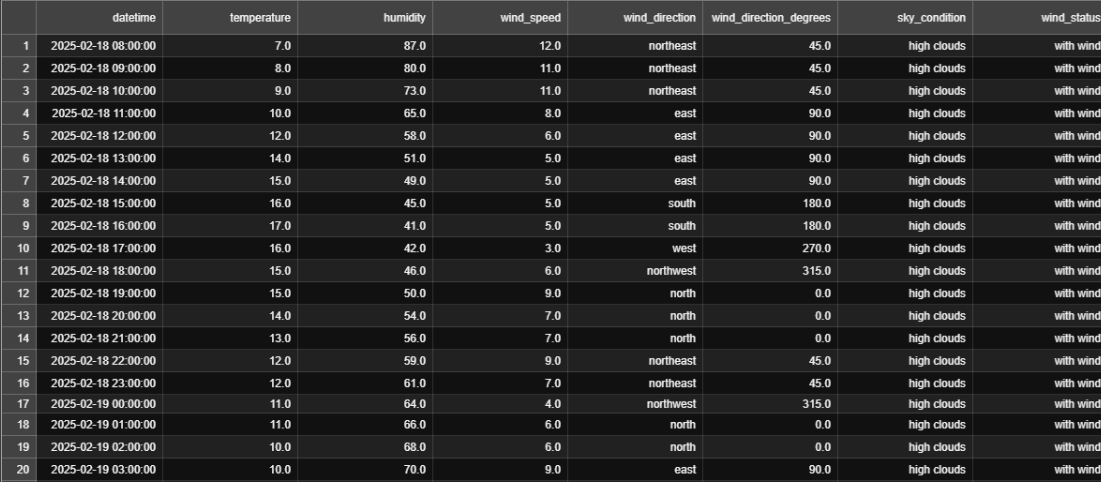 datetime temperature humidity wind_speed wind_direction wind_direction_degrees sky_condition wind_status
1 2025-02-18 08:00:00 7.0 87.0 12.0 northeast 45.0 high clouds with wind
2 2025-02-18 09:00:00 8.0 80.0 11.0 northeast 45.0 high clouds with wind
3 2025-02-18 10:00:00 9.0 73.0 11.0 northeast 45.0 high clouds with wind
4 2025-02-18 11:00:00 10.0 65.0 8.0 east 90.0 high clouds with wind
5 2025-02-18 12:00:00 12.0 58.0 6.0 east 90.0 high clouds with wind
6 2025-02-18 13:00:00 14.0 51.0 5.0 east 90.0 high clouds with wind
7 2025-02-18 14:00:00 15.0 49.0 5.0 east 90.0 high clouds with wind
8 2025-02-18 15:00:00 16.0 45.0 5.0 south 180.0 high clouds with wind
9 2025-02-18 16:00:00 17.0 41.0 5.0 south 180.0 high clouds with wind
10 2025-02-18 17:00:00 16.0 42.0 3.0 west 270.0 high clouds with wind
11 2025-02-18 18:00:00 15.0 46.0 6.0 northwest 315.0 high clouds with wind
12 2025-02-18 19:00:00 15.0 50.0 9.0 north 0.0 high clouds with wind
13 2025-02-18 20:00:00 14.0 54.0 7.0 north 0.0 high clouds with wind
14 2025-02-18 21:00:00 13.0 56.0 7.0 north 0.0 high clouds with wind
15 2025-02-18 22:00:00 12.0 59.0 9.0 northeast 45.0 high clouds with wind
16 2025-02-18 23:00:00 12.0 61.0 7.0 northeast 45.0 high clouds with wind
17 2025-02-19 00:00:00 11.0 64.0 4.0 northwest 315.0 high clouds with wind
18 2025-02-19 01:00:00 11.0 66.0 6.0 north 0.0 high clouds with wind
19 2025-02-19 02:00:00 10.0 68.0 6.0 north 0.0 high clouds with wind
20 2025-02-19 03:00:00 10.0 70.0 9.0 east 90.0 high clouds with wind